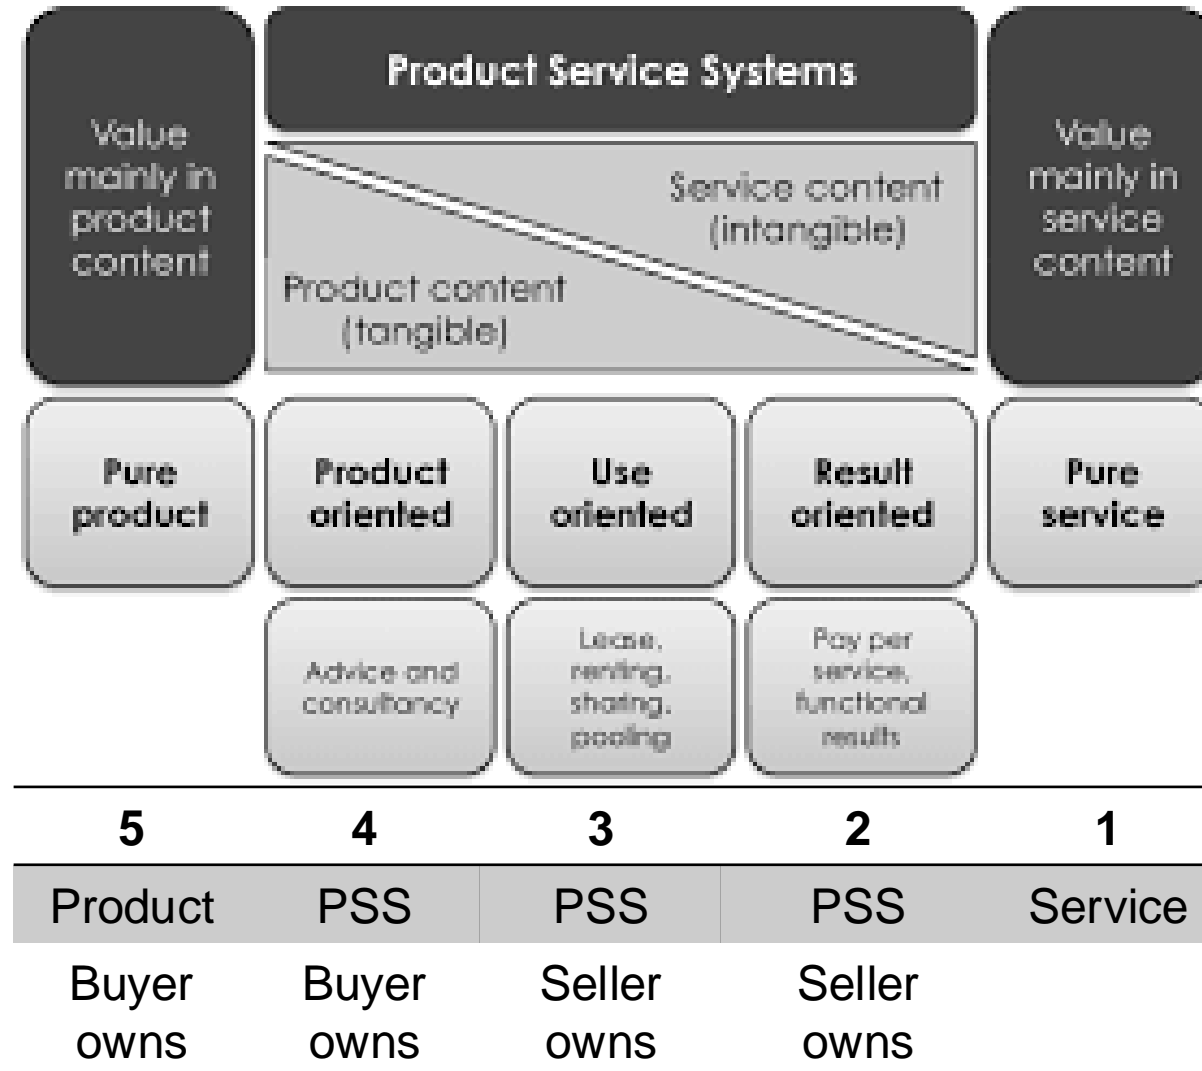 Product Service Systems
Value
mainly in
product
content
Service content
(intangible)
Product content
(tangible)
Value
mainly in
service
content
Pure
product
Product
oriented
Use
oriented
Result
oriented
Pure
service
Advice and
consultancy
Lease,
renting,
sharing,
pooling
Pay per
service,
functional
results
5 4 3 2 1
Product PSS PSS PSS Service
Buyer Buyer Seller Seller
owns owns owns owns